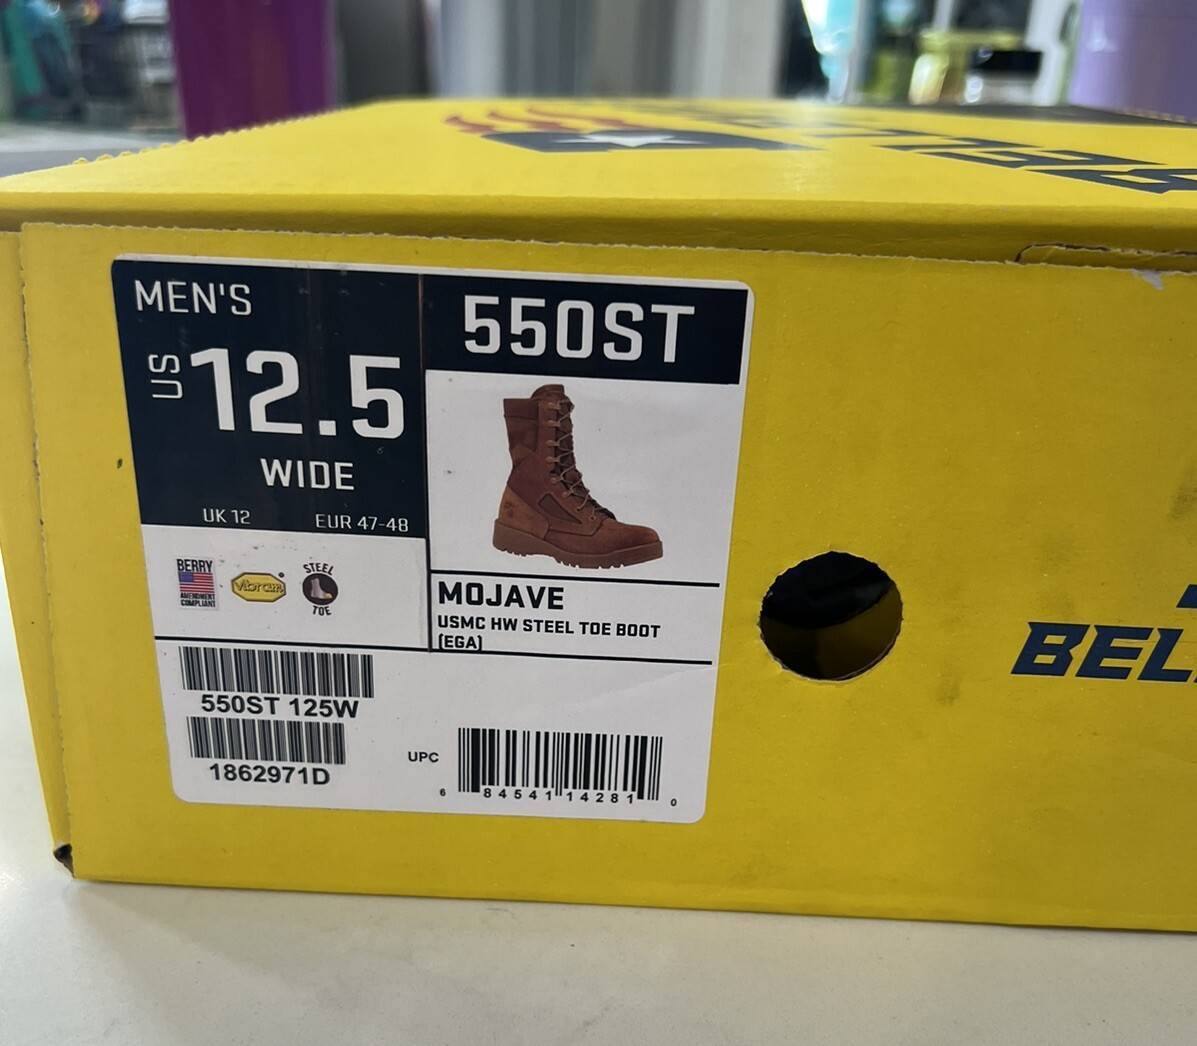 MEN'S
US 12.5
WIDE
UK 12 EUR 47-48
550ST
BERRY
AMENDMENT
COMPLIANT
Vibram
STEEL
TOE
MOJAVE
USMC HW STEEL TOE BOOT
(EGA)
550ST 125W
1862971D
UPC
6 84541 14281 0